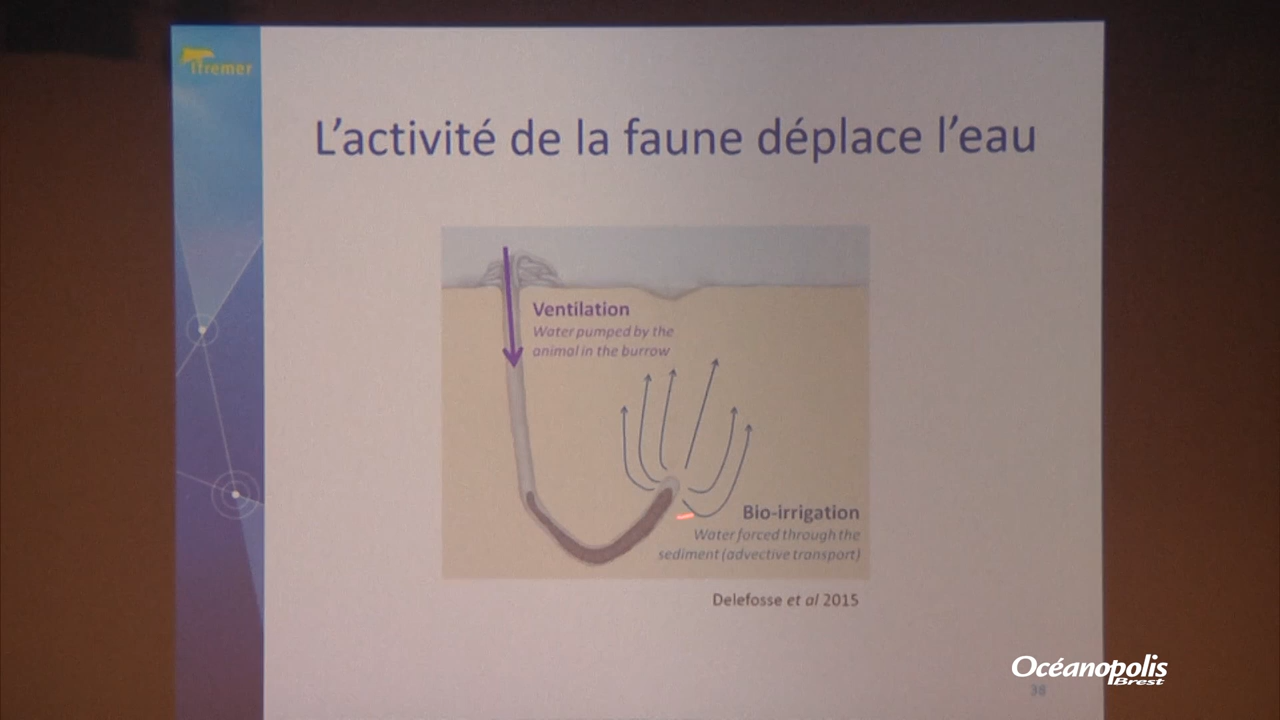 Ifremer
L'activité de la faune déplace l'eau
Ventilation
Water pumped by the
animal in the burrow
Bio-irrigation
Water forced through the
sediment (advective transport)
Delefosse et al 2015
Océanopolis
Brest
38